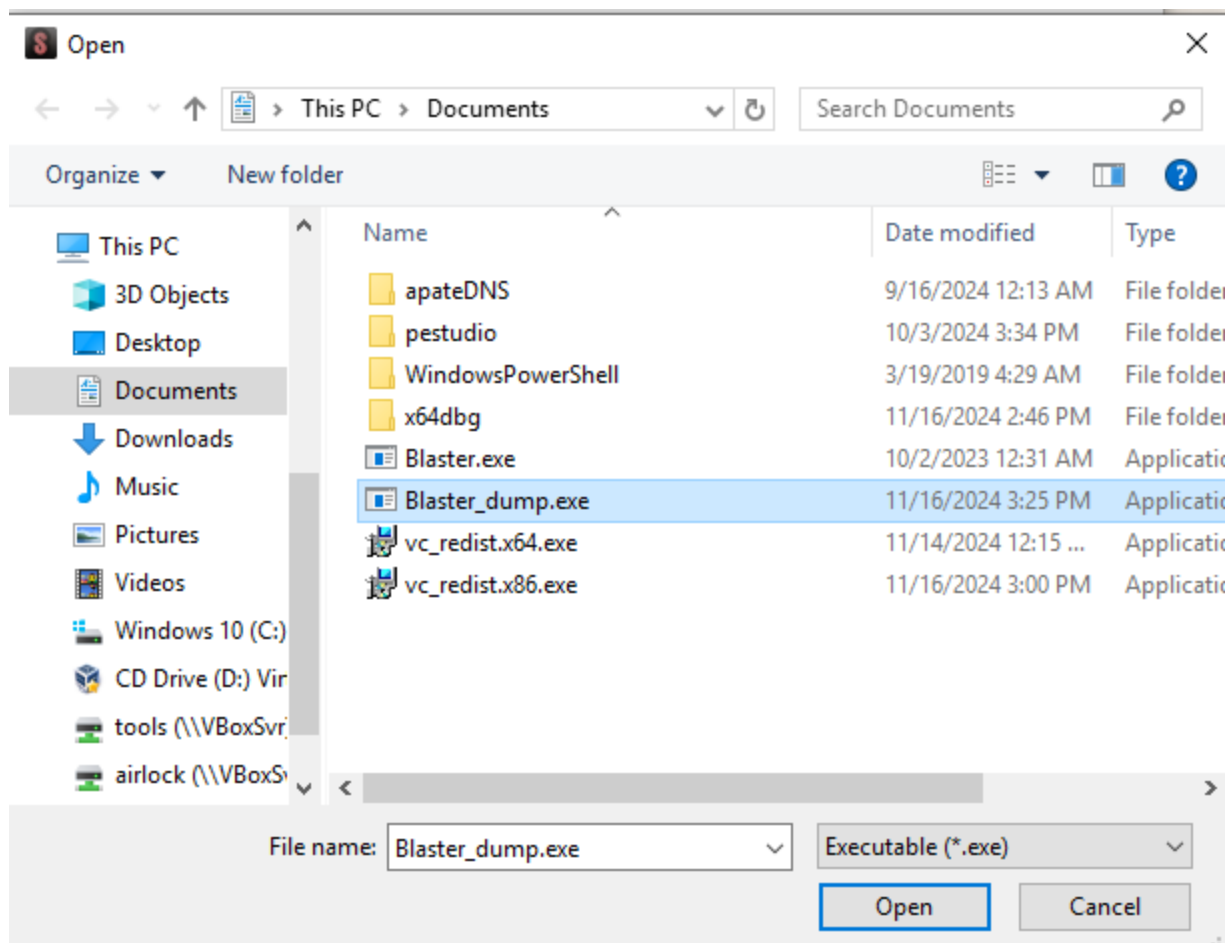 S Open
This PC > Documents
Search Documents
Organize
New folder
?
Name
Date modified
Type
This PC
3D Objects
Desktop
Documents
Downloads
Music
Pictures
Videos
Windows 10 (C:)
CD Drive (D:) Vir
tools (\\VBoxSvr)
airlock (\\VBoxSv
apateDNS 9/16/2024 12:13 AM File folder
pestudio 10/3/2024 3:34 PM File folder
WindowsPowerShell 3/19/2019 4:29 AM File folder
x64dbg 11/16/2024 2:46 PM File folder
Blaster.exe 10/2/2023 12:31 AM Applicatio
Blaster_dump.exe 11/16/2024 3:25 PM Applicatio
vc_redist.x64.exe 11/14/2024 12:15 ... Applicatio
vc_redist.x86.exe 11/16/2024 3:00 PM Applicatio
File name: Blaster_dump.exe
Executable (*.exe)
Open
Cancel